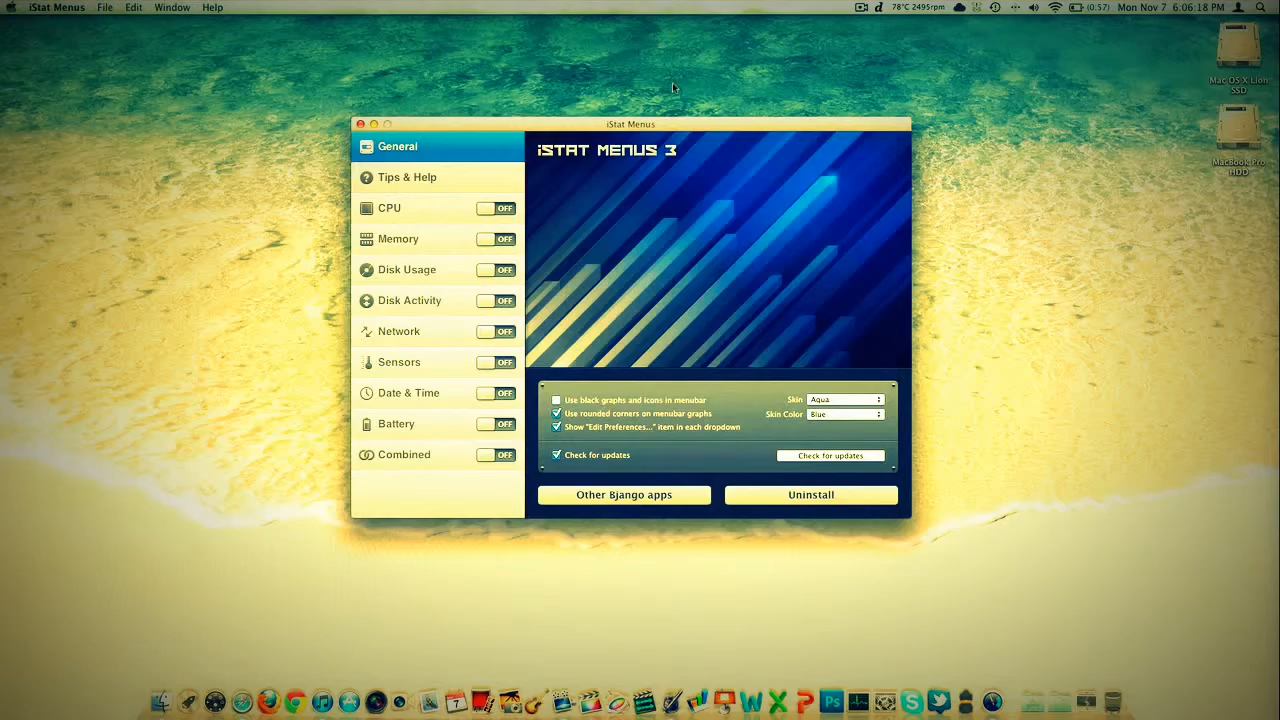 iStat Menus File Edit Window Help 78°C 2495rpm (0:57) Mon Nov 7 6:06:18 PM
Mac OS X Lion
SSD
MacBook Pro
HDD
iStat Menus
General
Tips & Help
CPU OFF
Memory OFF
Disk Usage OFF
Disk Activity OFF
Network OFF
Sensors OFF
Date & Time OFF
Battery OFF
Combined OFF
iSTAT MENUS 3
Use black graphs and icons in menubar
Use rounded corners on menubar graphs
Show "Edit Preferences..." item in each dropdown
Skin Aqua
Skin Color Blue
Check for updates Check for updates
Other Bjango apps Uninstall
7
W X P Ps S